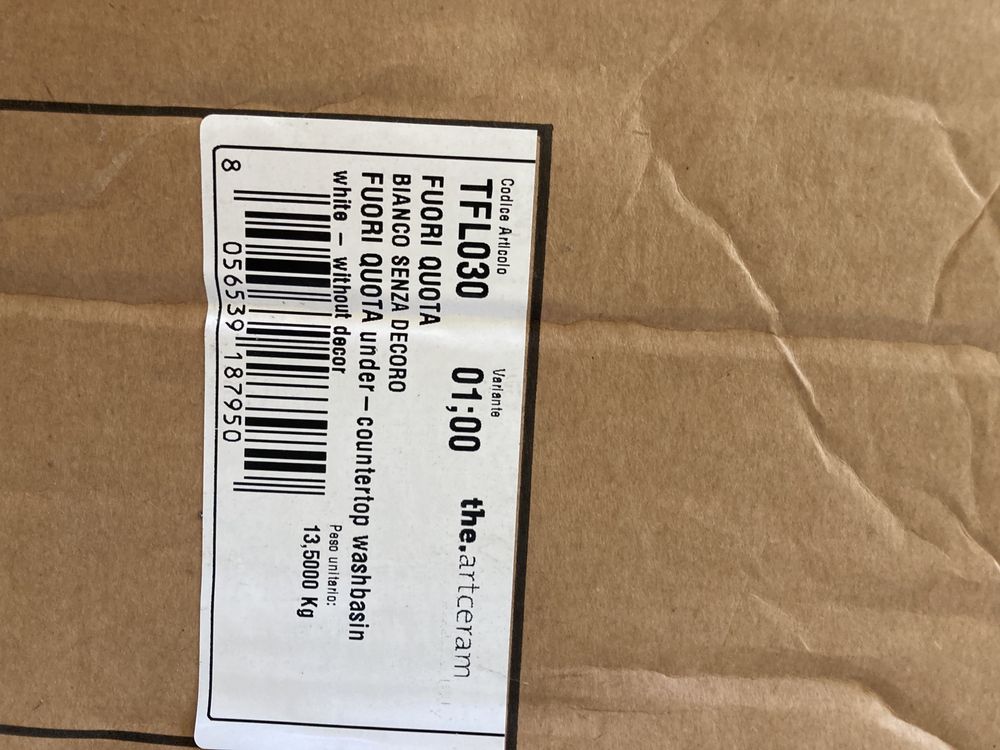 Codice Articolo Variante
TFL030 01;00 the.artceram
FUORI QUOTA
BIANCO SENZA DECORO
FUORI QUOTA under-countertop washbasin
white - without decor
Peso unitario:
13,5000 Kg
8 056539 187950